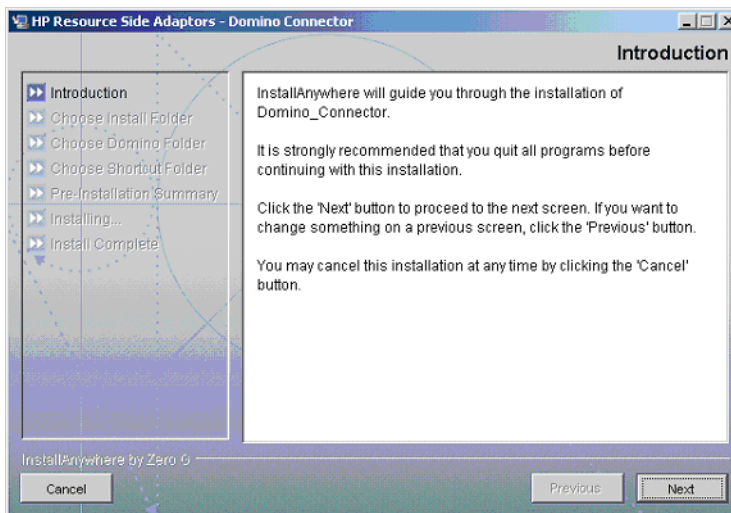 HP Resource Side Adaptors - Domino Connector
Introduction
Introduction
Choose Install Folder
Choose Domino Folder
Choose Shortcut Folder
Pre-Installation Summary
Installing...
Install Complete
InstallAnywhere will guide you through the installation of
Domino_Connector.
It is strongly recommended that you quit all programs before
continuing with this installation.
Click the 'Next' button to proceed to the next screen. If you want to
change something on a previous screen, click the 'Previous' button.
You may cancel this installation at any time by clicking the 'Cancel'
button.
InstallAnywhere by Zero G
Cancel
Previous
Next